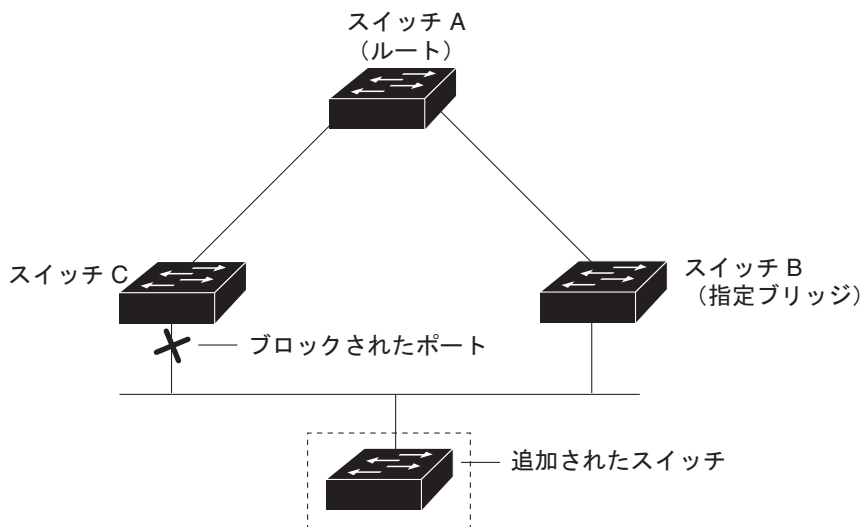 スイッチ A
（ルート）
スイッチ C
スイッチ B
（指定ブリッジ）
ブロックされたポート
追加されたスイッチ